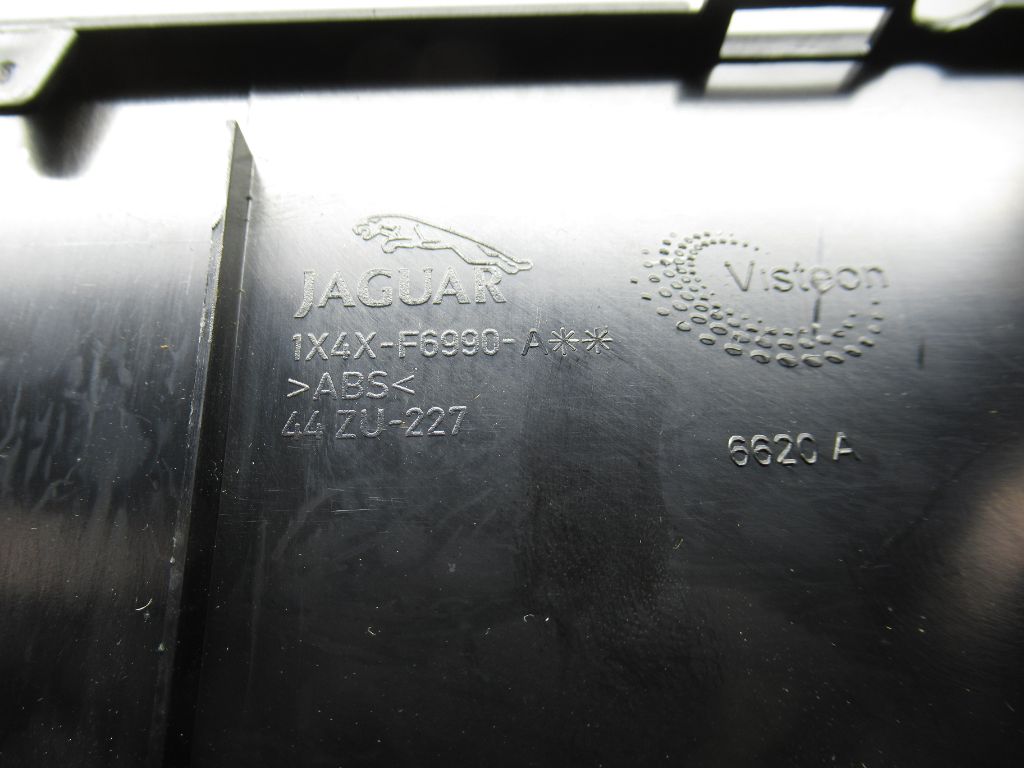 JAGUAR
1X4X-F6990-A**
>ABS<
44 ZU-227
Visteon
6620 A